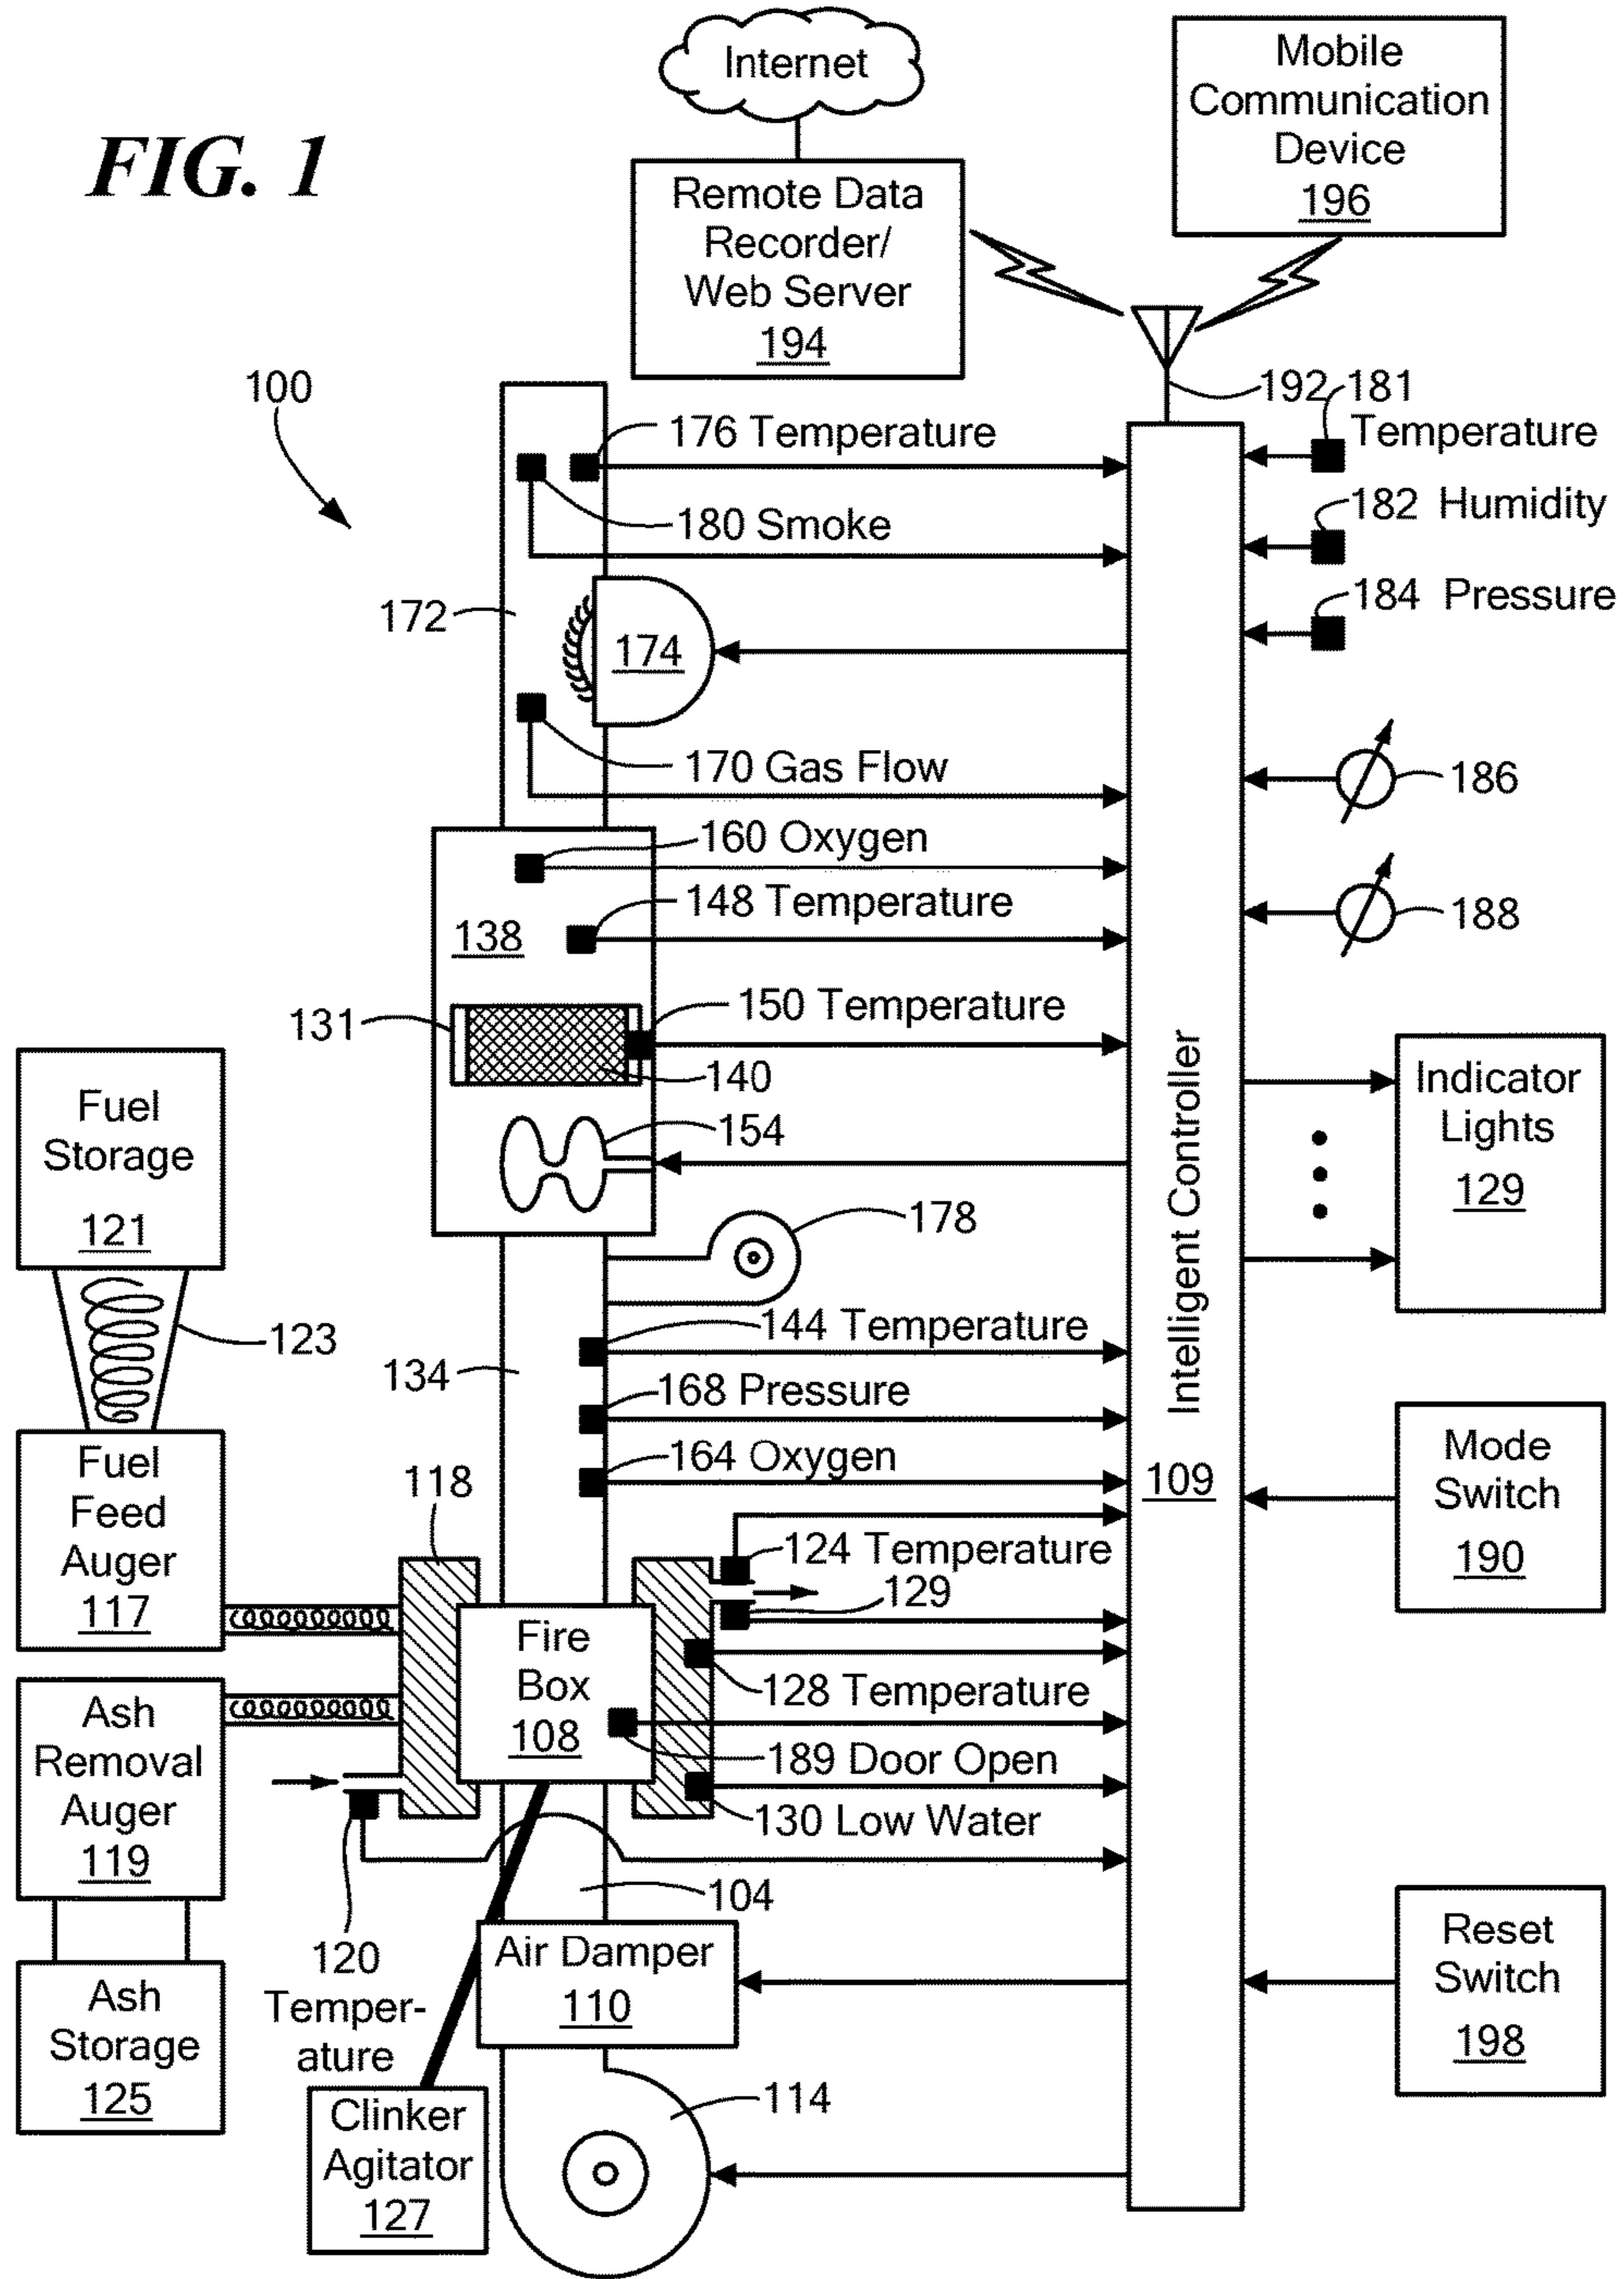 FIG. 1
Internet
Mobile
Communication
Device
196
Remote Data
Recorder/
Web Server
194
100
192
181
Temperature
176 Temperature
180 Smoke
182 Humidity
184 Pressure
172
174
170 Gas Flow
186
160 Oxygen
148 Temperature
188
138
150 Temperature
131
140
154
Intelligent Controller
109
Indicator
Lights
129
Fuel
Storage
121
178
123
144 Temperature
134
168 Pressure
164 Oxygen
Mode
Switch
190
Fuel
Feed
Auger
117
118
124 Temperature
129
Fire
Box
108
128 Temperature
189 Door Open
130 Low Water
Ash
Removal
Auger
119
104
120
Temper-
ature
Air Damper
110
Reset
Switch
198
Ash
Storage
125
114
Clinker
Agitator
127